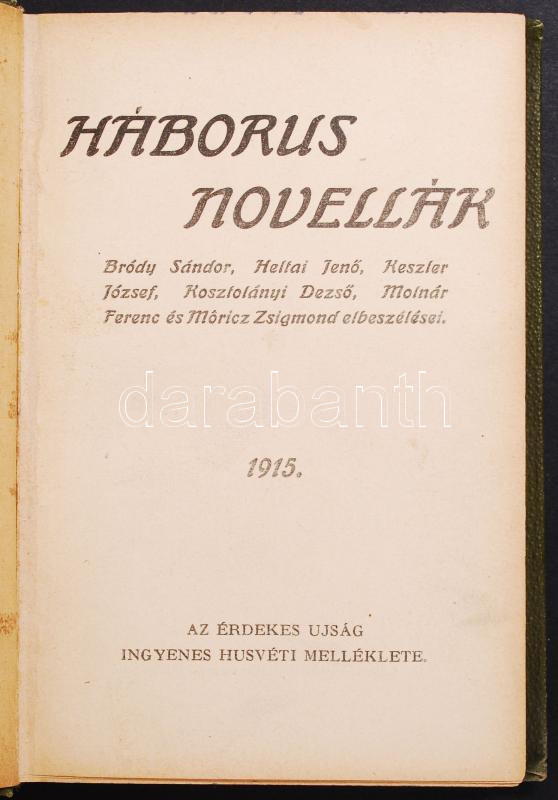 HÁBORUS
NOVELLÁK
Bródy Sándor, Heltai Jenő, Keszler
József, Kosztolányi Dezső, Molnár
Ferenc és Móricz Zsigmond elbeszélései.
darabanth
1915.
AZ ÉRDEKES UJSÁG
INGYENES HUSVÉTI MELLÉKLETE.